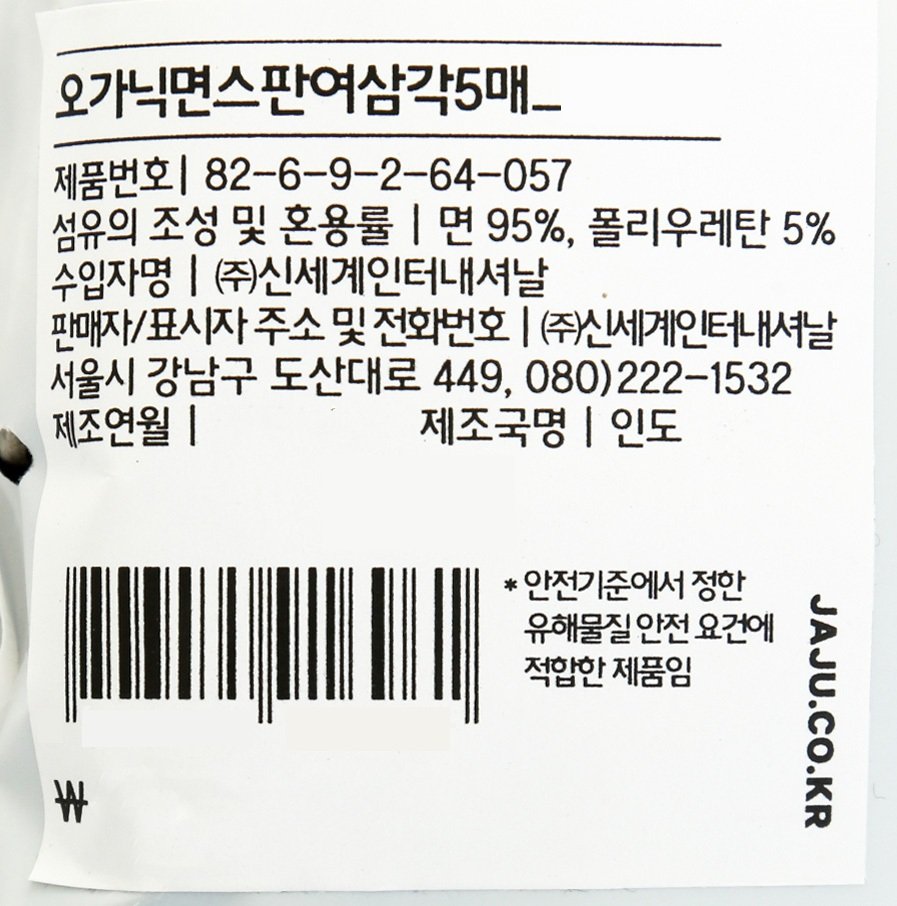 오가닉면스판여삼각5매_
제품번호| 82-6-9-2-64-057
섬유의 조성 및 혼용률 | 면 95%, 폴리우레탄 5%
수입자명 | (주)신세계인터내셔날
판매자/표시자 주소 및 전화번호 | (주)신세계인터내셔날
서울시 강남구 도산대로 449, 080)222-1532
제조연월 | 제조국명 | 인도
* 안전기준에서 정한
유해물질 안전 요건에
적합한 제품임
JAJU.CO.KR
₩